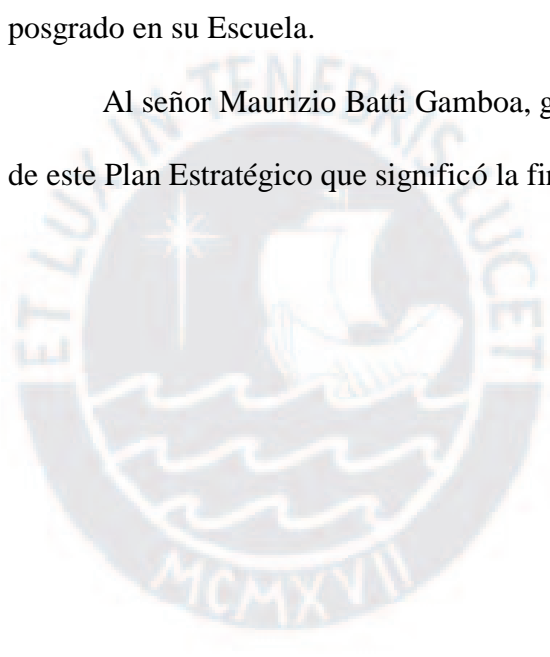 posgrado en su Escuela.
Al señor Maurizio Batti Gamboa, g
de este Plan Estratégico que significó la fin
ET LUX IN TENEBRIS LUCET
MCMXVII